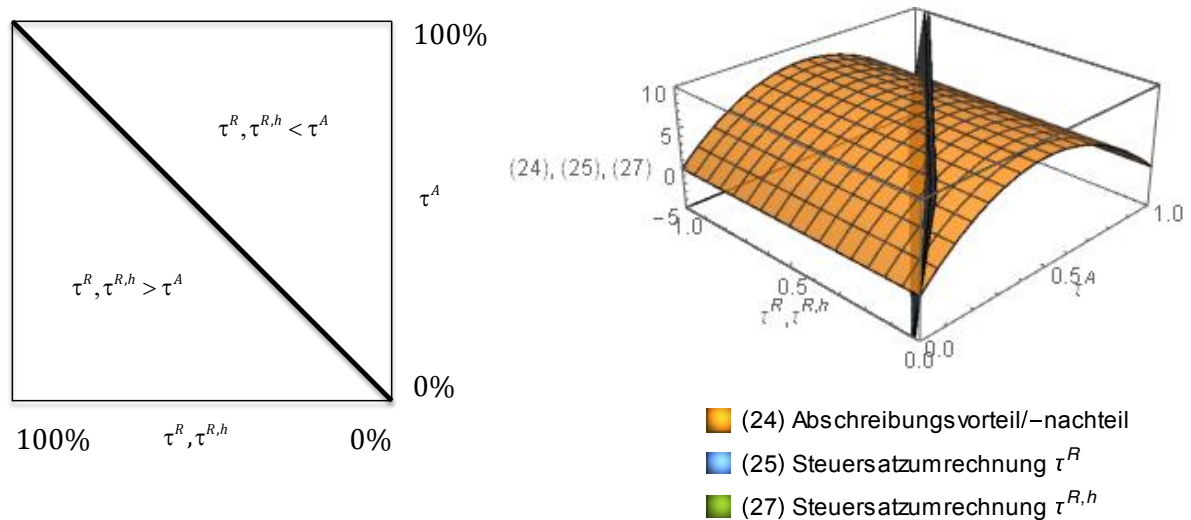 100%
τ^R, τ^{R,h} < τ^A
τ^A
τ^R, τ^{R,h} > τ^A
0%
100% τ^R, τ^{R,h} 0%
10
5
(24), (25), (27) 0
−5
1.0
0.5
τ^R, τ^{R,h}
0.0
0.0
0.5
τ^A
1.0
(24) Abschreibungsvorteil/−nachteil
(25) Steuersatzumrechnung τ^R
(27) Steuersatzumrechnung τ^{R,h}